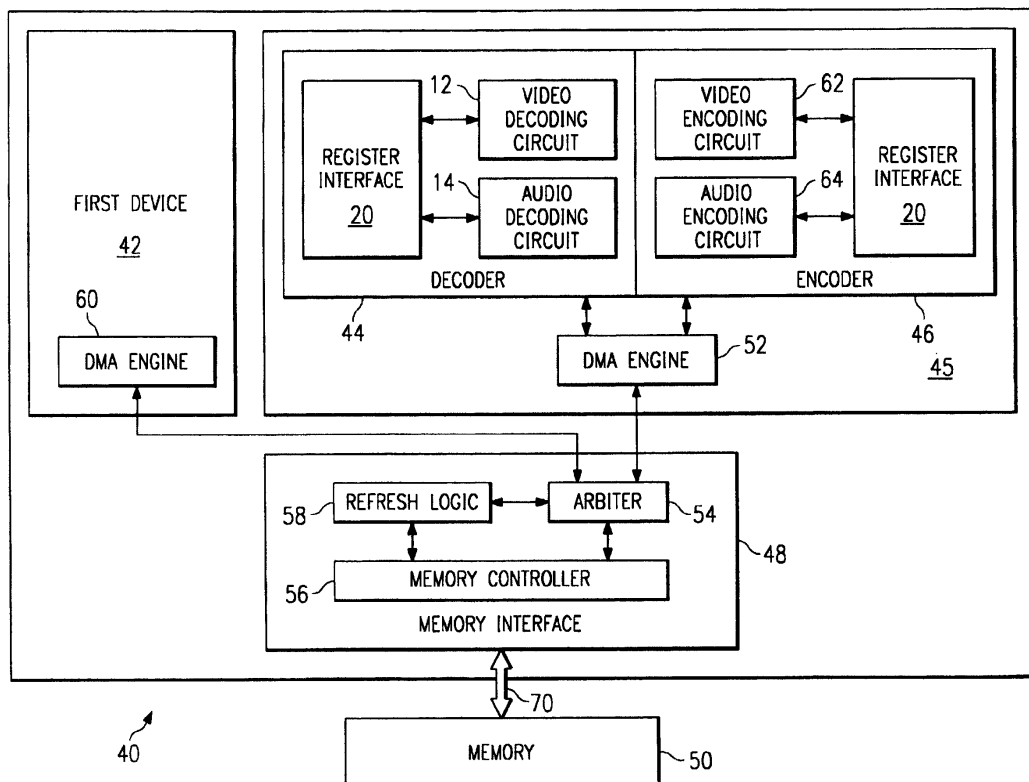 FIRST DEVICE
42
60
DMA ENGINE
REGISTER
INTERFACE
20
12
VIDEO
DECODING
CIRCUIT
14
AUDIO
DECODING
CIRCUIT
DECODER
44
VIDEO
ENCODING
CIRCUIT
62
AUDIO
ENCODING
CIRCUIT
64
REGISTER
INTERFACE
20
ENCODER
46
DMA ENGINE
52
45
REFRESH LOGIC
58
ARBITER
54
MEMORY CONTROLLER
56
MEMORY INTERFACE
48
70
40
MEMORY
50